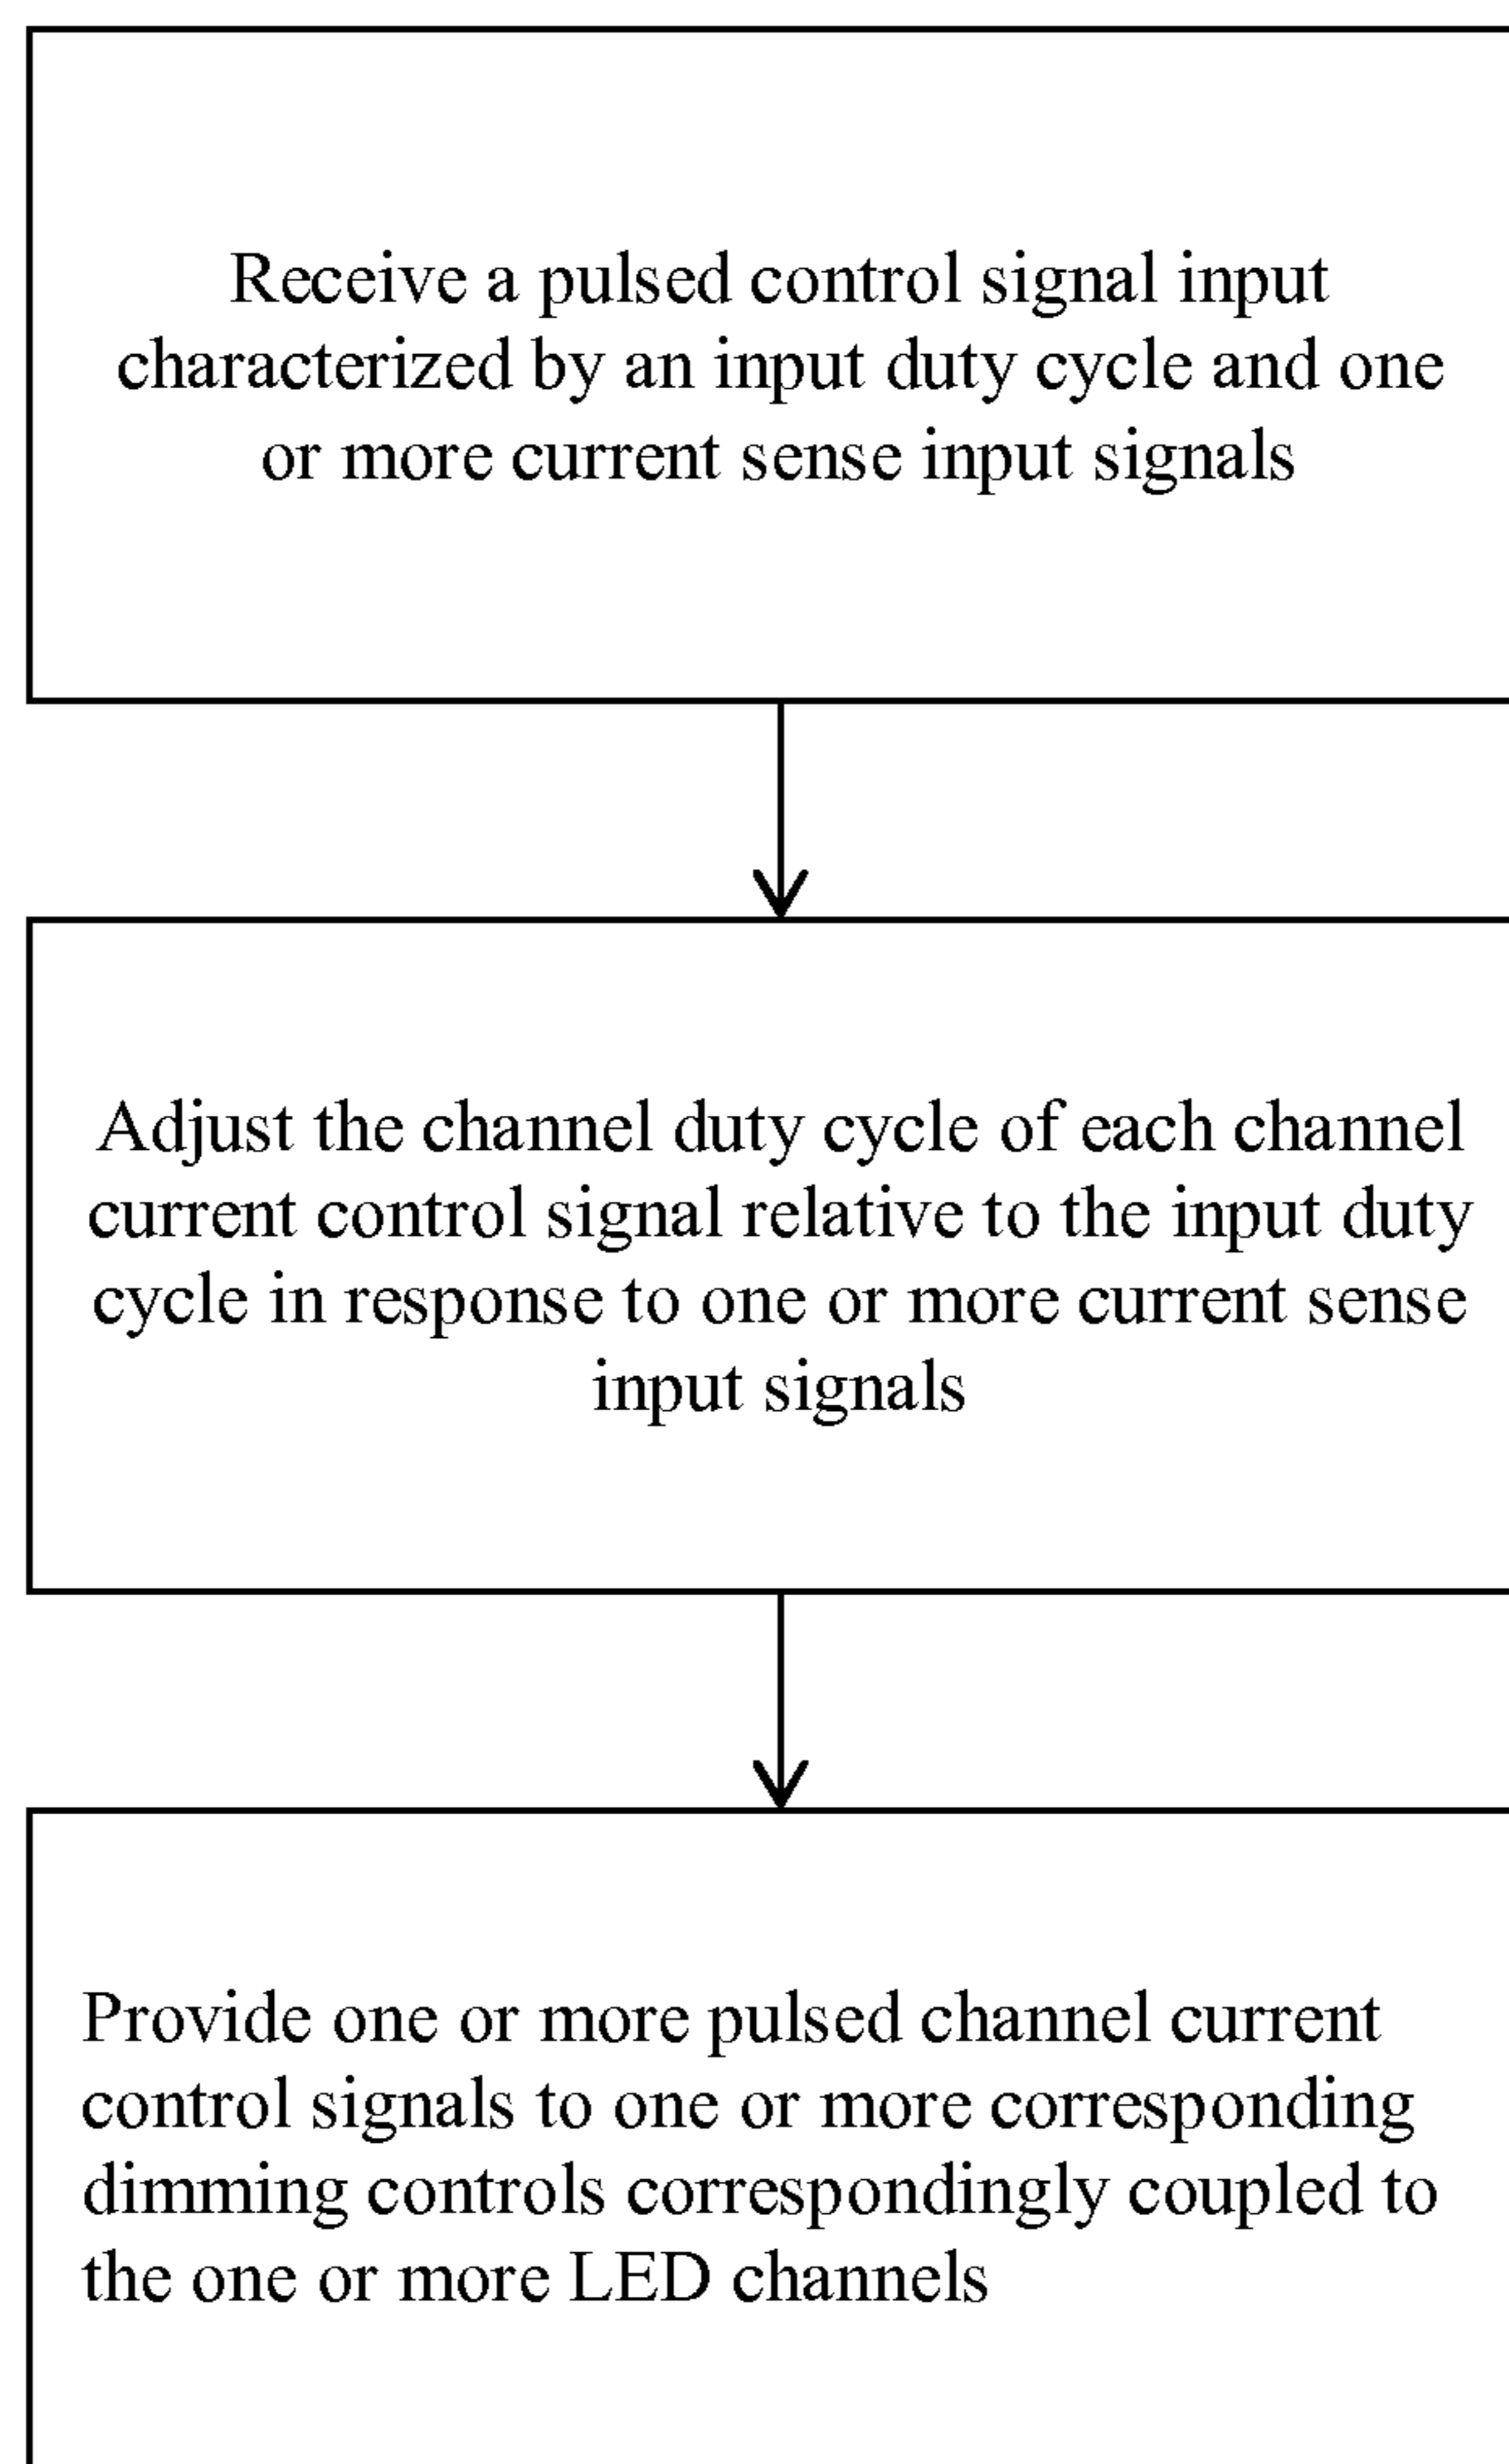 Receive a pulsed control signal input
characterized by an input duty cycle and one
or more current sense input signals
Adjust the channel duty cycle of each channel
current control signal relative to the input duty
cycle in response to one or more current sense
input signals
Provide one or more pulsed channel current
control signals to one or more corresponding
dimming controls correspondingly coupled to
the one or more LED channels